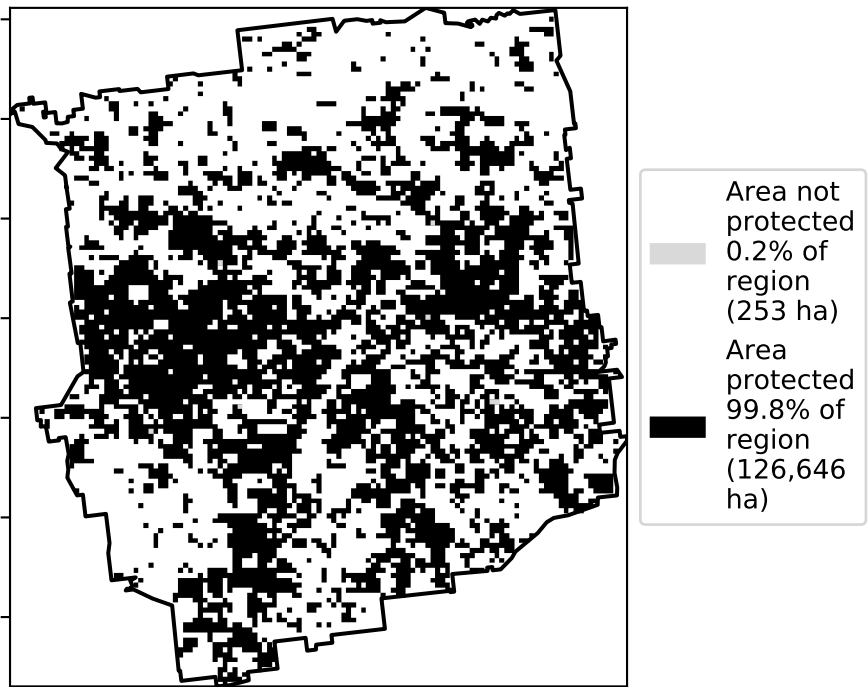 Area not
protected
0.2% of
region
(253 ha)
Area
protected
99.8% of
region
(126,646
ha)